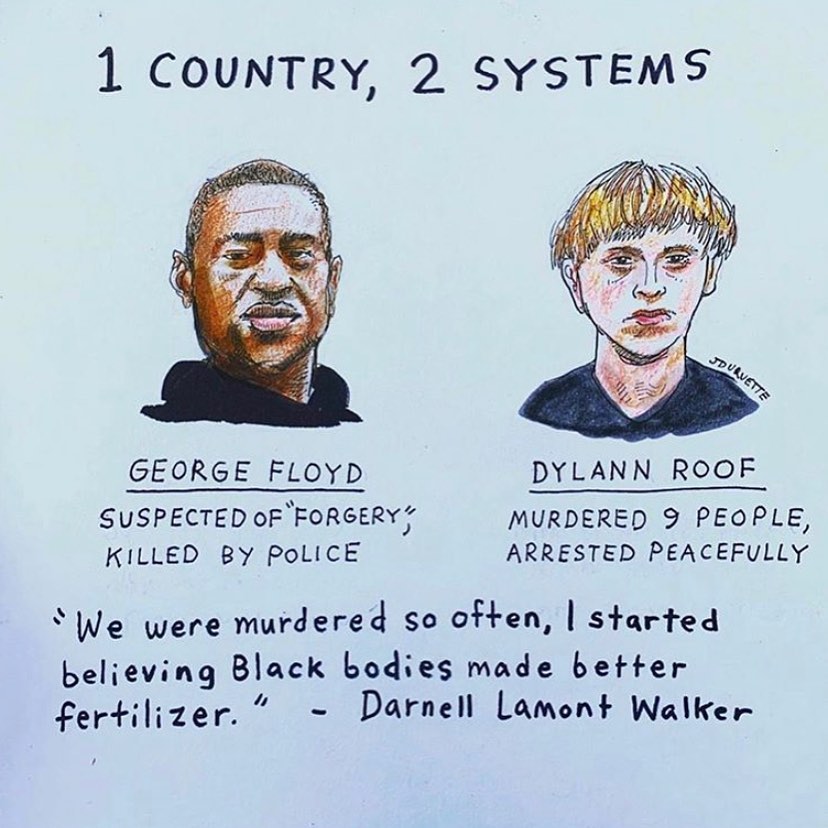 1 COUNTRY, 2 SYSTEMS
JDURUETTE
GEORGE FLOYD
SUSPECTED OF "FORGERY",
KILLED BY POLICE
DYLANN ROOF
MURDERED 9 PEOPLE,
ARRESTED PEACEFULLY
"We were murdered so often, I started
believing Black bodies made better
fertilizer." - Darnell Lamont Walker